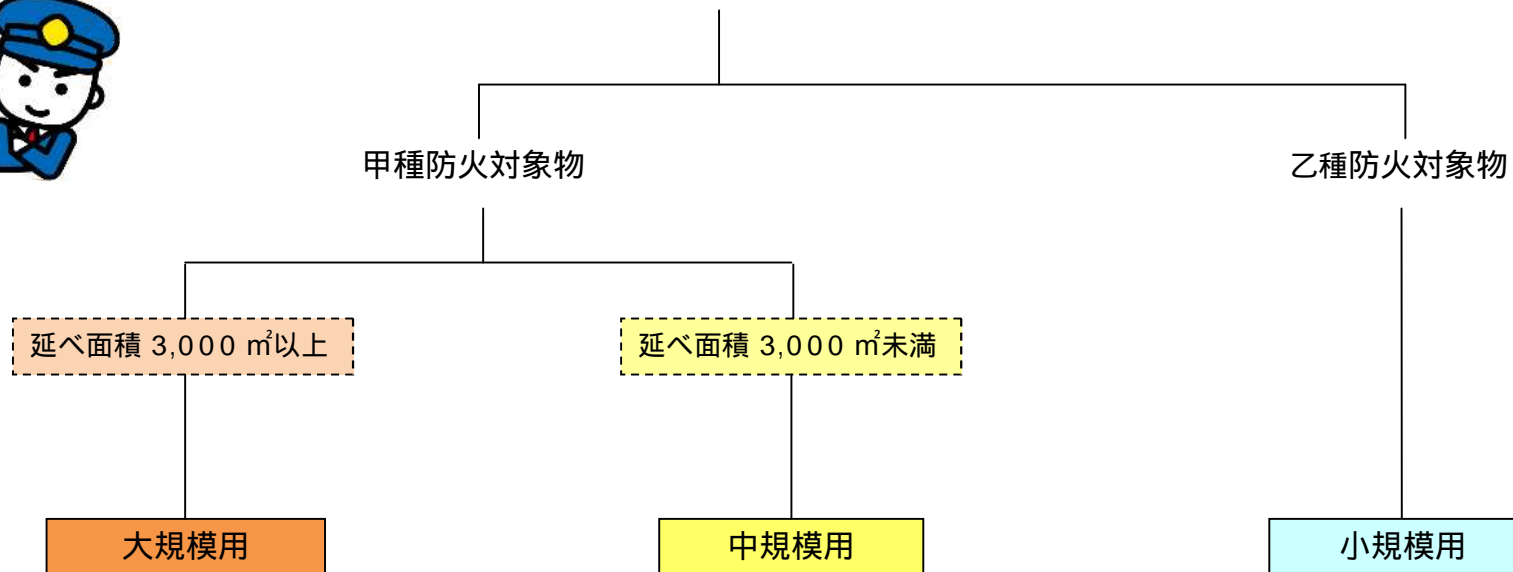 甲種防火対象物
乙種防火対象物
延べ面積 3,000 ㎡以上
延べ面積 3,000 ㎡未満
大規模用
中規模用
小規模用